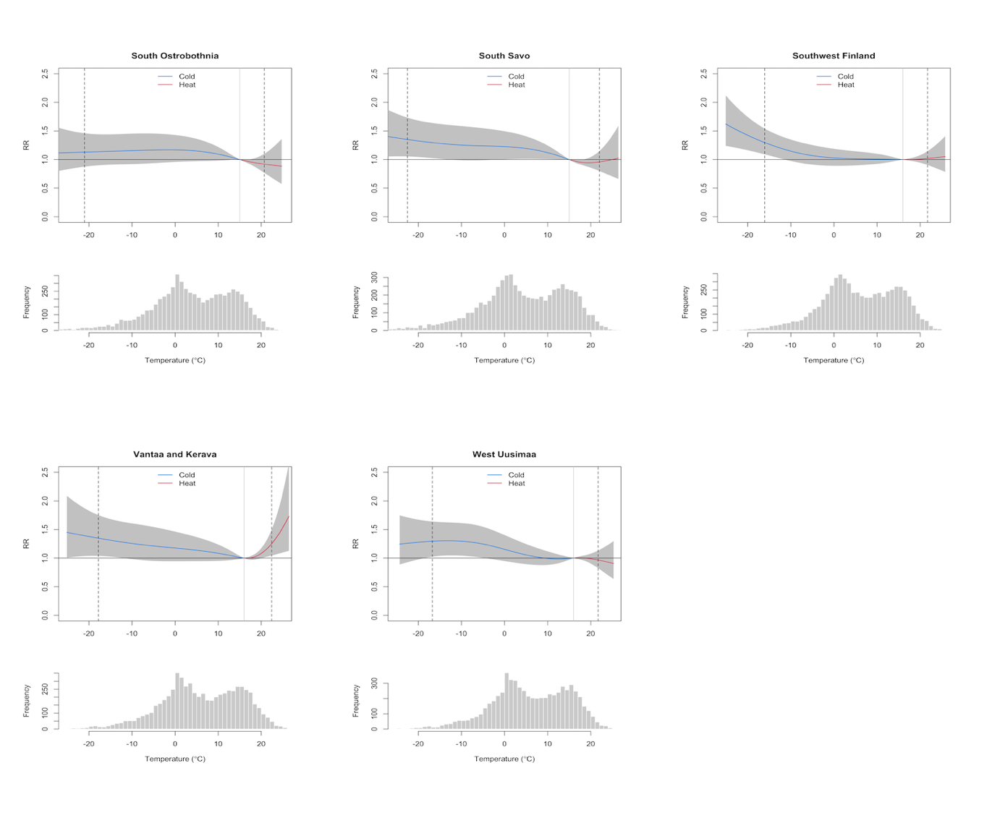 South Ostrobothnia
Cold
Heat
RR
0.0 0.5 1.0 1.5 2.0 2.5
-20 -10 0 10 20
Frequency
0 100 250
-20 -10 0 10 20
Temperature (°C)
South Savo
Cold
Heat
RR
0.0 0.5 1.0 1.5 2.0 2.5
-20 -10 0 10 20
Frequency
0 100 200 300
-20 -10 0 10 20
Temperature (°C)
Southwest Finland
Cold
Heat
RR
0.0 0.5 1.0 1.5 2.0 2.5
-20 -10 0 10 20
Frequency
0 100 250
-20 -10 0 10 20
Temperature (°C)
Vantaa and Kerava
Cold
Heat
RR
0.0 0.5 1.0 1.5 2.0 2.5
-20 -10 0 10 20
Frequency
0 100 250
-20 -10 0 10 20
Temperature (°C)
West Uusimaa
Cold
Heat
RR
0.0 0.5 1.0 1.5 2.0 2.5
-20 -10 0 10 20
Frequency
0 100 300
-20 -10 0 10 20
Temperature (°C)